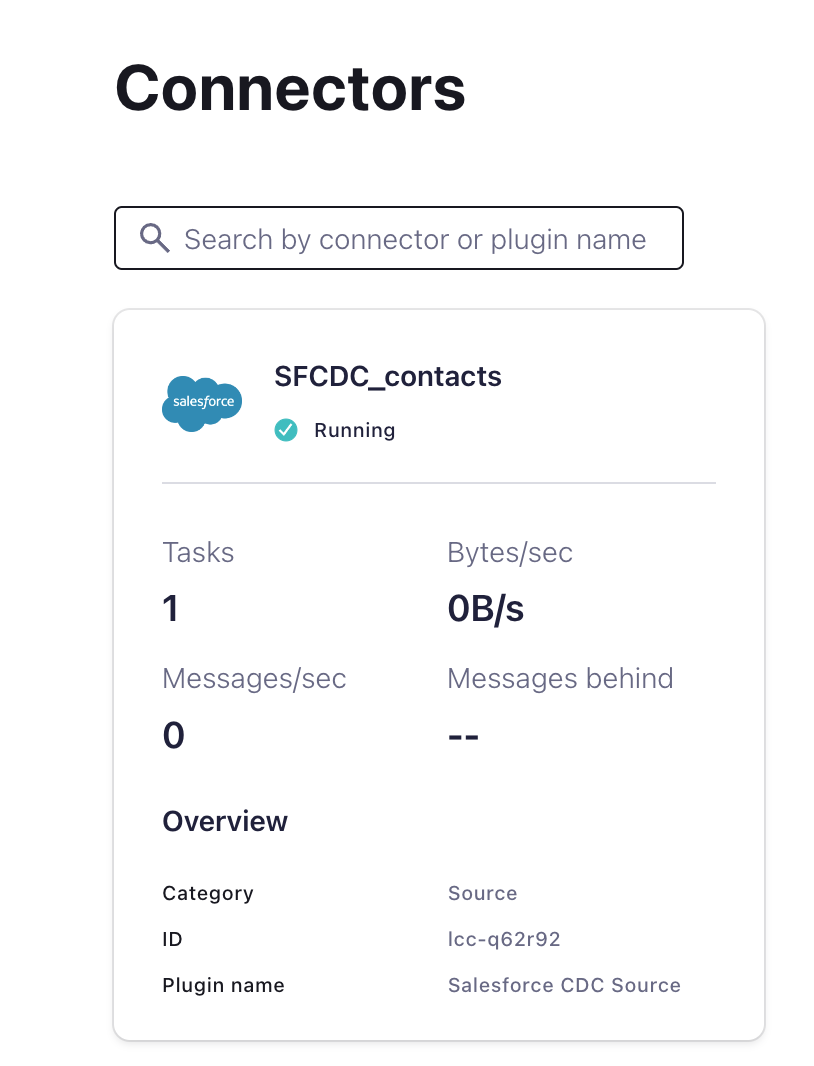 Connectors
Search by connector or plugin name
salesforce
SFCDC_contacts
Running
Tasks
Bytes/sec
1
0B/s
Messages/sec
Messages behind
0
--
Overview
Category
Source
ID
lcc-q62r92
Plugin name
Salesforce CDC Source